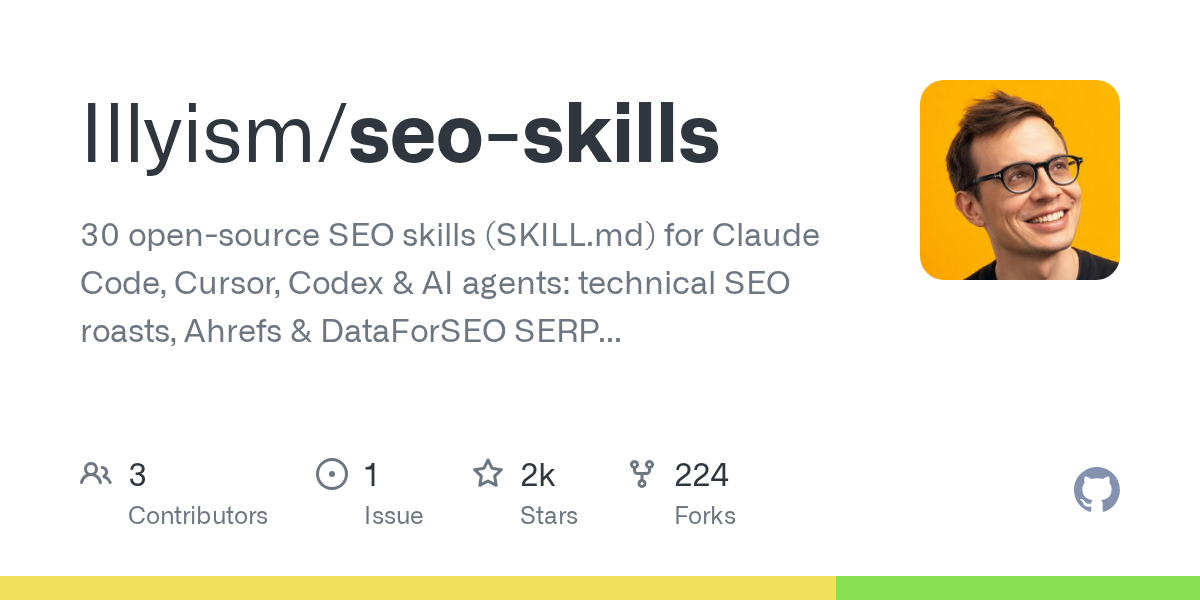 Illyism/seo-skills
30 open-source SEO skills (SKILL.md) for Claude
Code, Cursor, Codex & AI agents: technical SEO
roasts, Ahrefs & DataForSEO SERP...
3
Contributors
1
Issue
2k
Stars
224
Forks